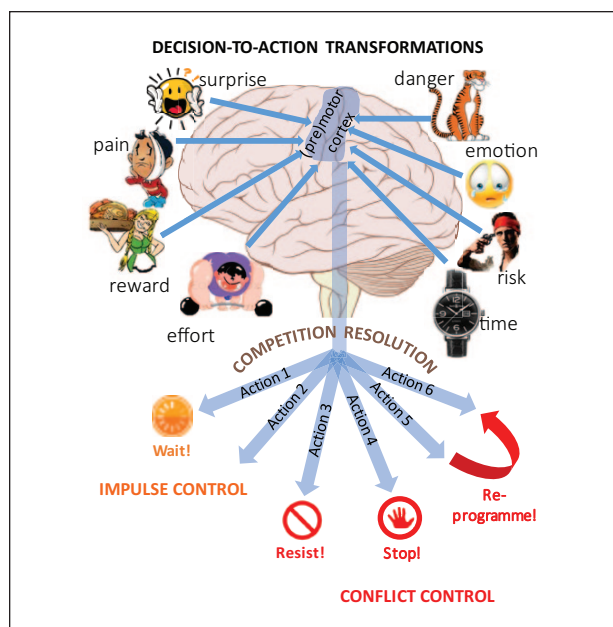 DECISION-TO-ACTION TRANSFORMATIONS
surprise
danger
(pre)motor
cortex
pain
emotion
reward
risk
effort
time
COMPETITION RESOLUTION
Action 1
Action 2
Action 3
Action 4
Action 5
Action 6
Wait!
IMPULSE CONTROL
Re-
programme!
Resist!
Stop!
CONFLICT CONTROL